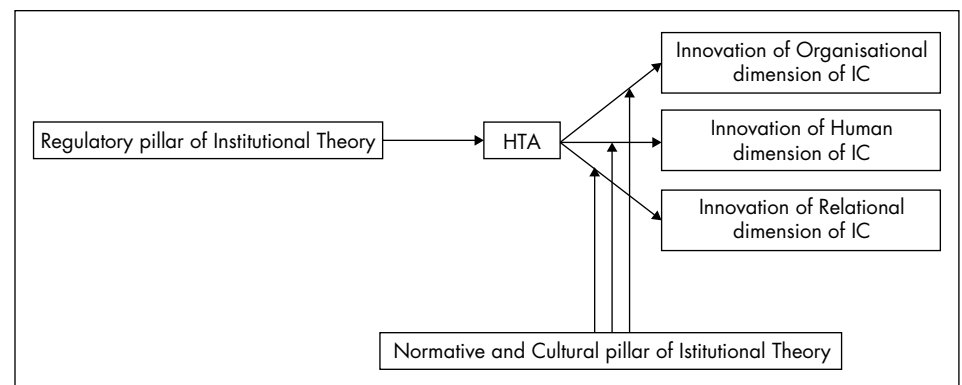 Innovation of Organisational
dimension of IC
Regulatory pillar of Institutional Theory
HTA
Innovation of Human
dimension of IC
Innovation of Relational
dimension of IC
Normative and Cultural pillar of Istitutional Theory